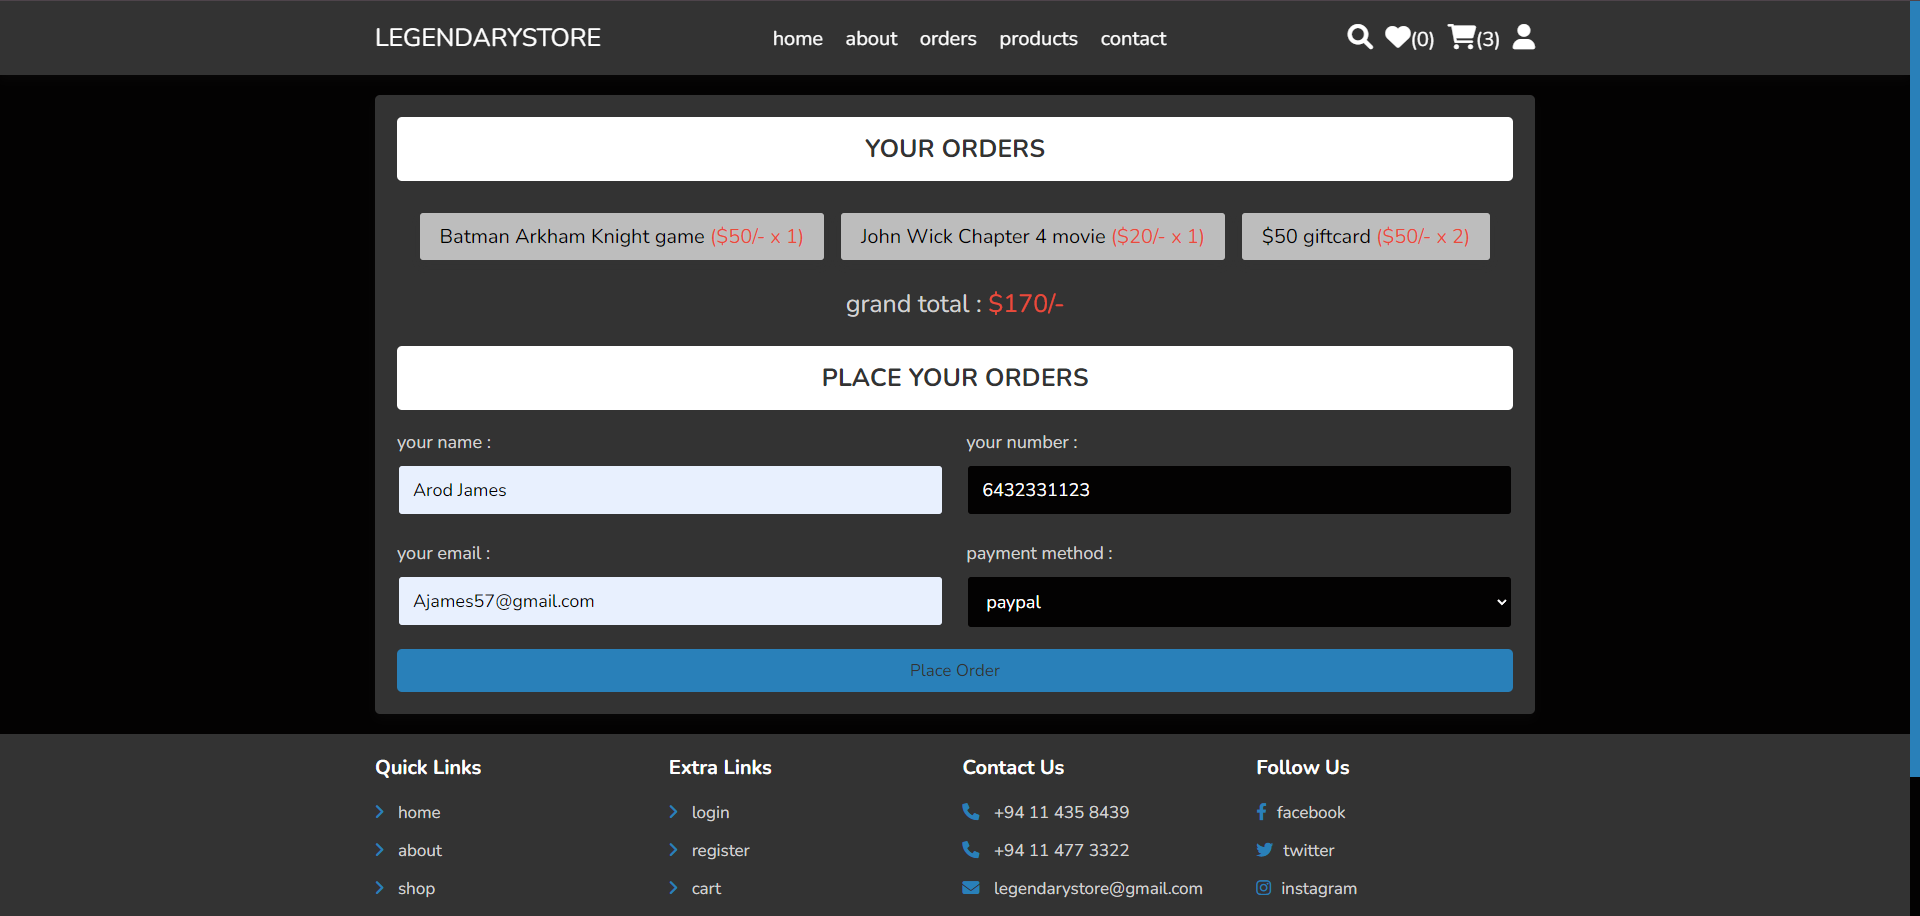 LEGENDARYSTORE home about orders products contact (0) (3)
YOUR ORDERS
Batman Arkham Knight game ($50/- x 1) John Wick Chapter 4 movie ($20/- x 1) $50 giftcard ($50/- x 2)
grand total : $170/-
PLACE YOUR ORDERS
your name : your number :
Arod James 6432331123
your email : payment method :
Ajames57@gmail.com paypal
Place Order
Quick Links Extra Links Contact Us Follow Us
home login +94 11 435 8439 facebook
about register +94 11 477 3322 twitter
shop cart legendarystore@gmail.com instagram